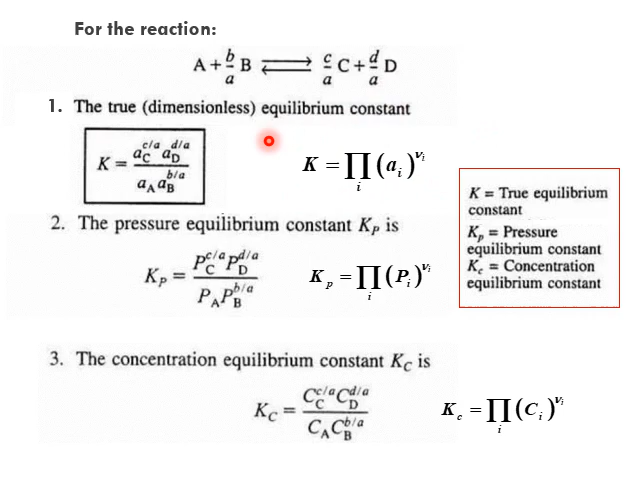 For the reaction:
A + b/a B ⇌ c/a C + d/a D
1. The true (dimensionless) equilibrium constant
K = a_C^{c/a} a_D^{d/a} / a_A a_B^{b/a}
K = ∏_i (a_i)^{ν_i}
K = True equilibrium
constant
K_p = Pressure
equilibrium constant
K_c = Concentration
equilibrium constant
2. The pressure equilibrium constant K_P is
K_P = P_C^{c/a} P_D^{d/a} / P_A P_B^{b/a}
K_p = ∏_i (P_i)^{ν_i}
3. The concentration equilibrium constant K_C is
K_C = C_C^{c/a} C_D^{d/a} / C_A C_B^{b/a}
K_c = ∏_i (C_i)^{ν_i}